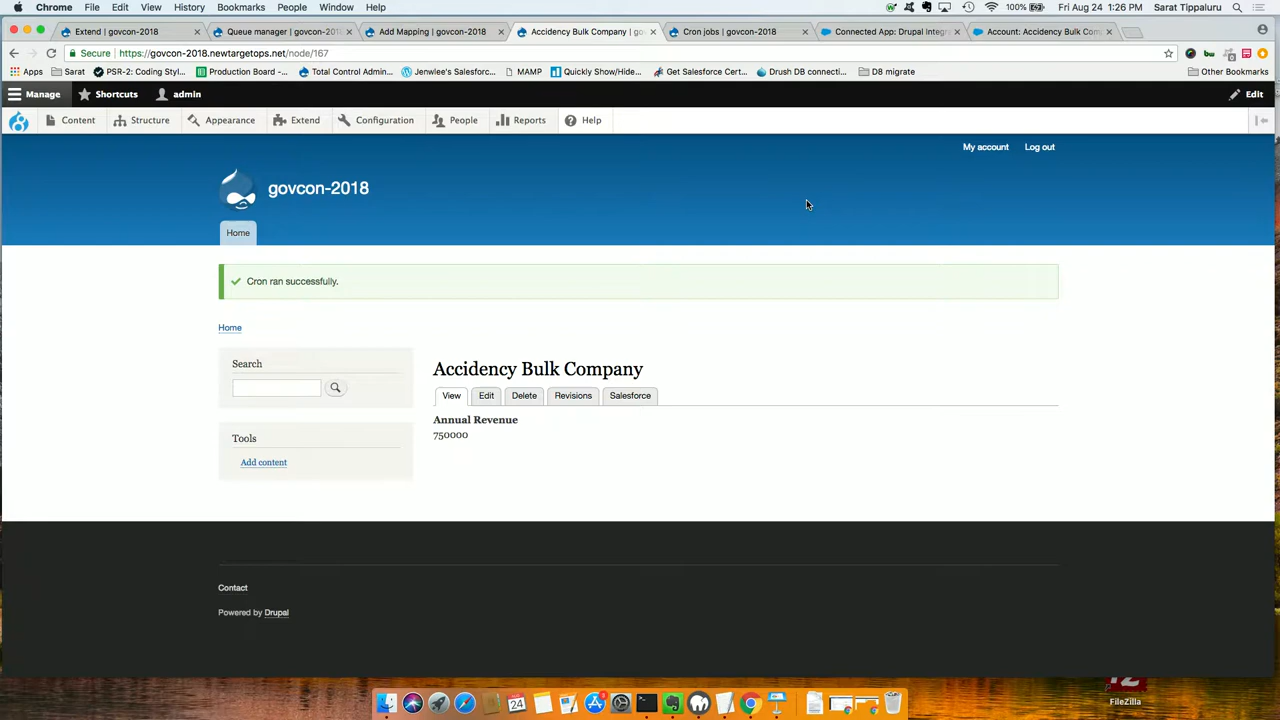 Chrome File Edit View History Bookmarks People Window Help 100% Fri Aug 24 1:26 PM Sarat Tippaluru
Extend | govcon-2018 Queue manager | govcon-2018 Add Mapping | govcon-2018 Accidency Bulk Company | gov Cron jobs | govcon-2018 Connected App: Drupal Integr Account: Accidency Bulk Com
Secure https://govcon-2018.newtargetops.net/node/167
Apps Sarat PSR-2: Coding Styl... Production Board -... Total Control Admin... Jenwlee's Salesforc... MAMP Quickly Show/Hide... Get Salesforce Cert... Drush DB connecti... D8 migrate Other Bookmarks
Manage Shortcuts admin Edit
Content Structure Appearance Extend Configuration People Reports Help
My account Log out
govcon-2018
Home
Cron ran successfully.
Home
Search
Accidency Bulk Company
View Edit Delete Revisions Salesforce
Annual Revenue
750000
Tools
Add content
Contact
Powered by Drupal
24
FileZilla